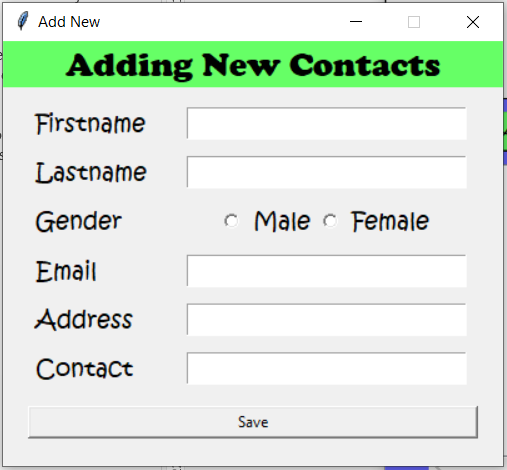 Add New
Adding New Contacts
Firstname
Lastname
Gender Male Female
Email
Address
Contact
Save